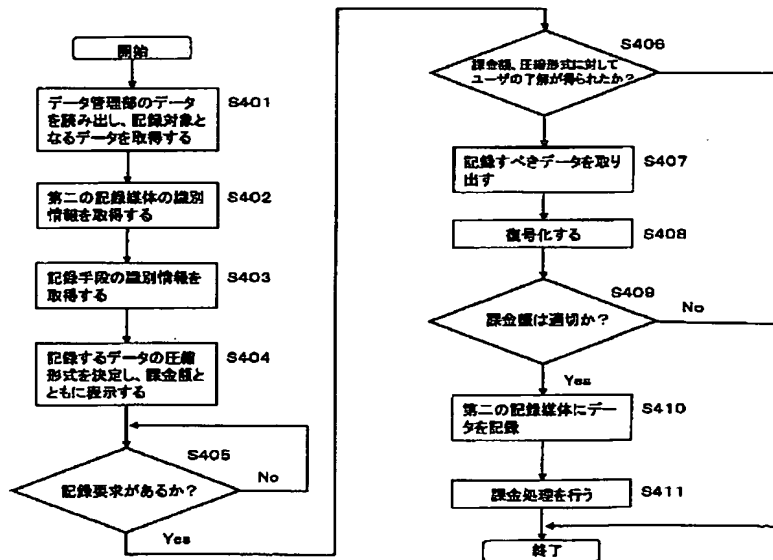 開始
データ管理部のデータ
を読み出し、記録対象と
なるデータを取得する
S401
第二の記録媒体の識別
情報を取得する
S402
記録手段の識別情報を
取得する
S403
記録するデータの圧縮
形式を決定し、課金額と
ともに表示する
S404
S405
記録要求があるか?
No
Yes
S406
課金額、圧縮形式に対して
ユーザの了解が得られたか?
記録すべきデータを取り
出す
S407
復号化する
S408
S409
課金額は適切か?
No
Yes
第二の記録媒体にデー
タを記録
S410
課金処理を行う
S411
終了